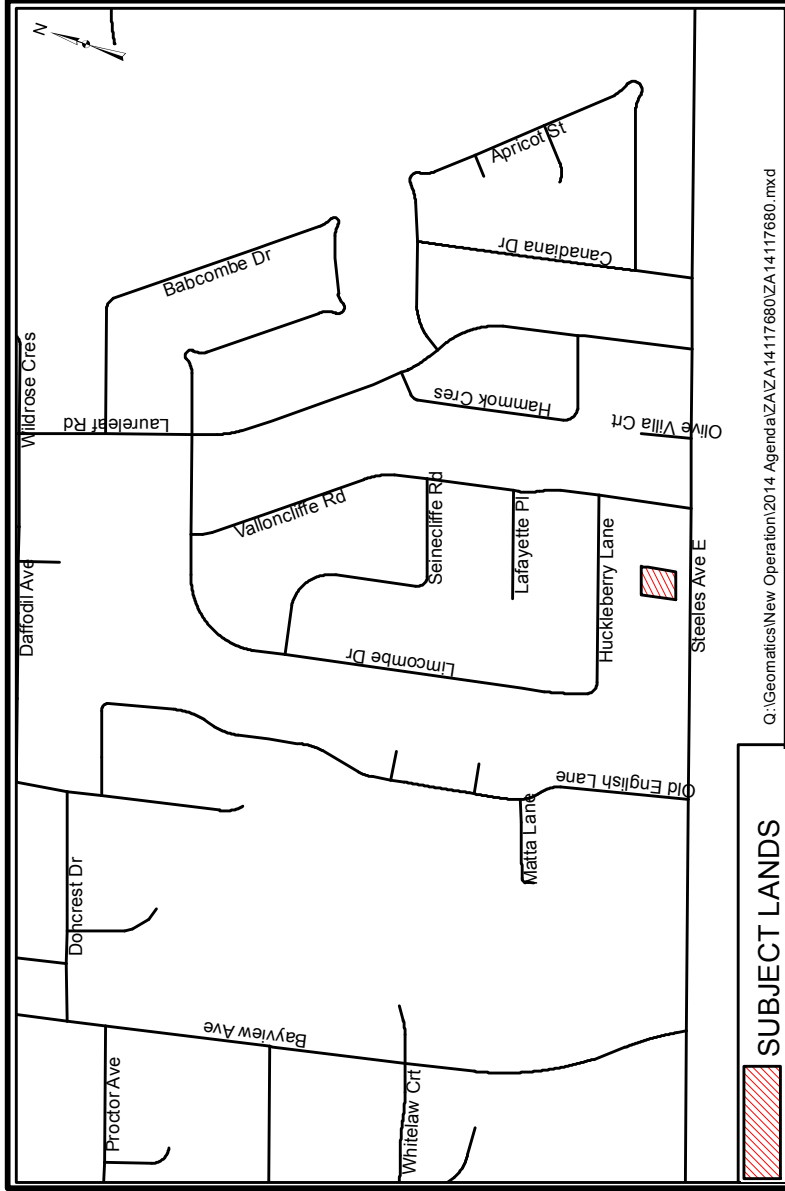 N
Wildrose Cres
Daffodil Ave
Laureleaf Rd
Babcombe Dr
Apricot St
Canadiana Dr
Hammok Cres
Olive Villa Crt
Valloncliffe Rd
Seinecliffe Rd
Lafayette Pl
Huckleberry Lane
Limcombe Dr
Steeles Ave E
Old English Lane
Matta Lane
Doncrest Dr
Bayview Ave
Proctor Ave
Whitelaw Crt
SUBJECT LANDS
Q:\Geomatics\New Operation\2014 Agenda\ZA\ZA14117680\ZA14117680.mxd